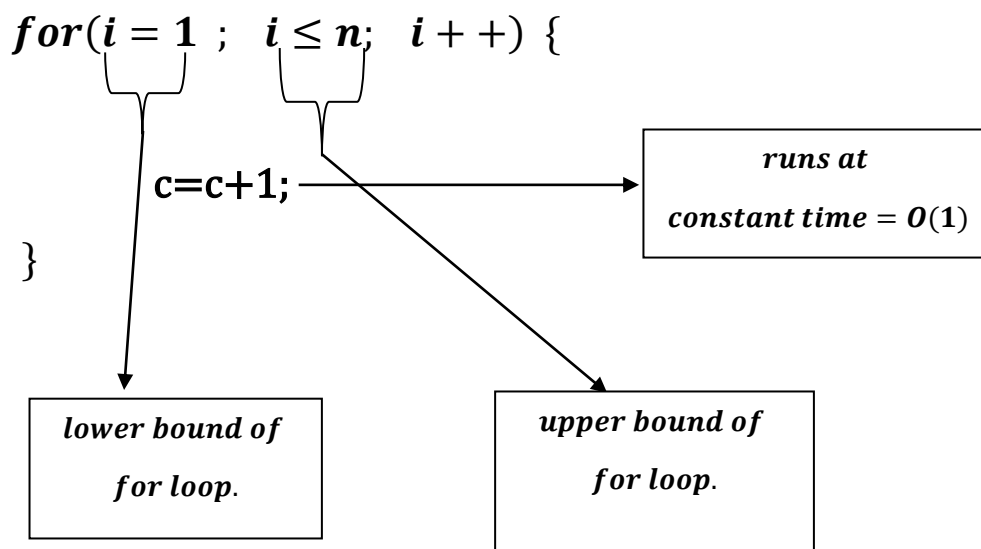 for(i = 1 ; i ≤ n; i + +) {
c=c+1;
runs at
constant time = O(1)
}
lower bound of
for loop.
upper bound of
for loop.